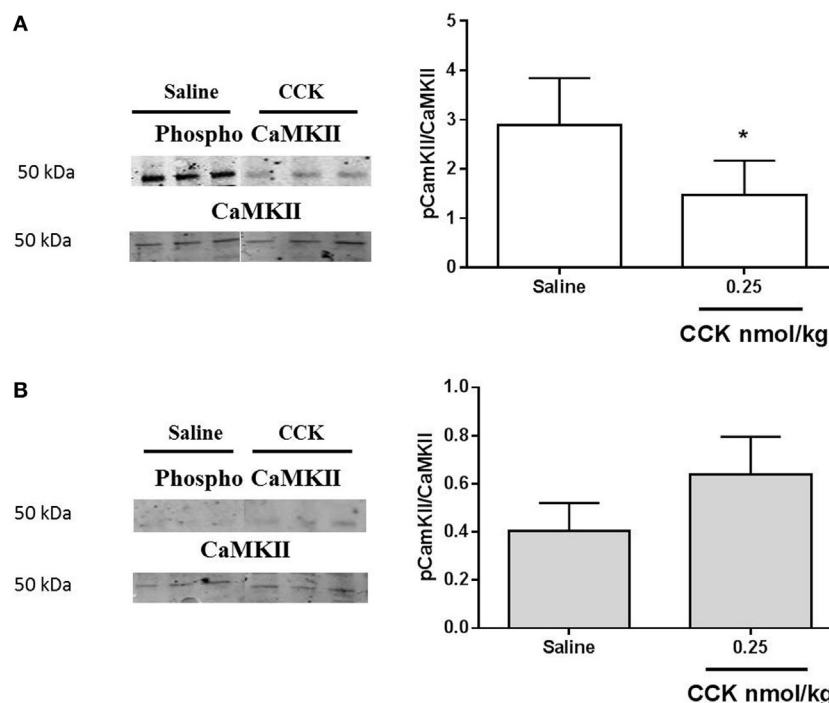 A
Saline CCK
Phospho CaMKII
50 kDa
CaMKII
50 kDa
pCamKII/CaMKII
5
4
3
2
1
0
*
Saline 0.25
CCK nmol/kg
B
Saline CCK
Phospho CaMKII
50 kDa
CaMKII
50 kDa
pCamKII/CaMKII
1.0
0.8
0.6
0.4
0.2
0.0
Saline 0.25
CCK nmol/kg